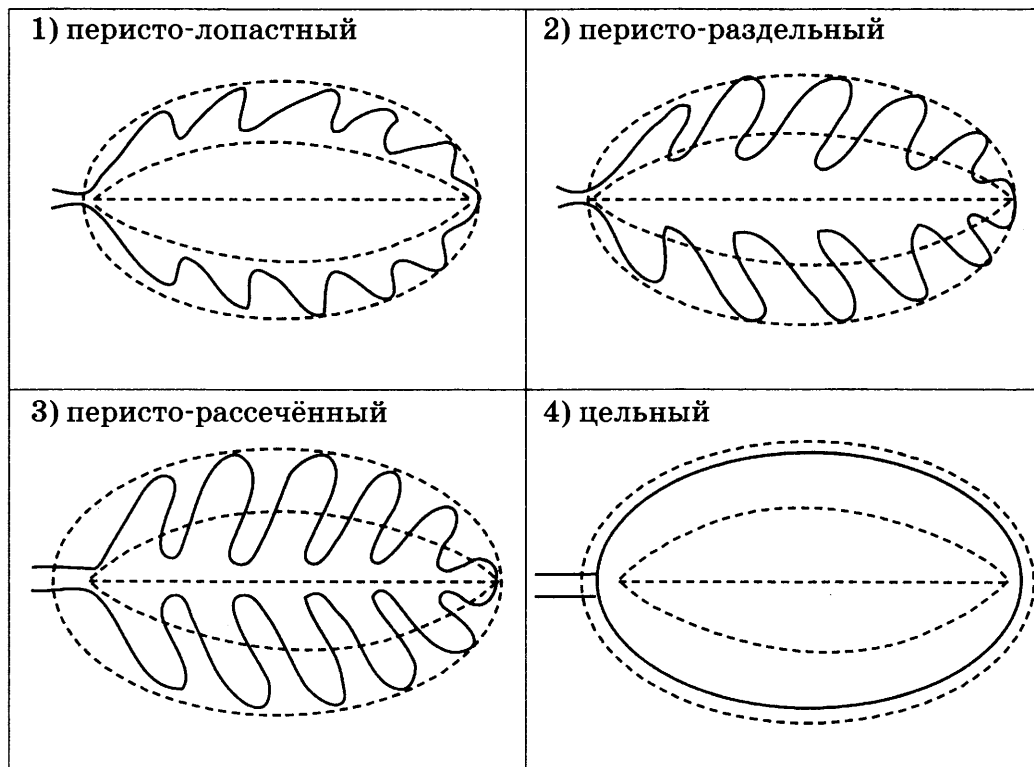 1) перисто-лопастный
2) перисто-раздельный
3) перисто-рассечённый
4) цельный